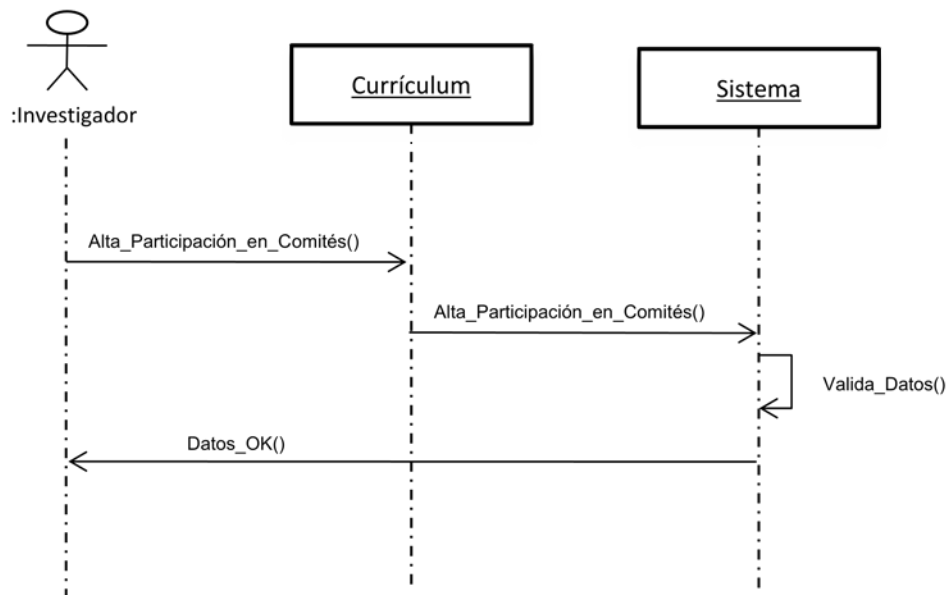 :Investigador
Currículum
Sistema
Alta_Participación_en_Comités()
Alta_Participación_en_Comités()
Valida_Datos()
Datos_OK()